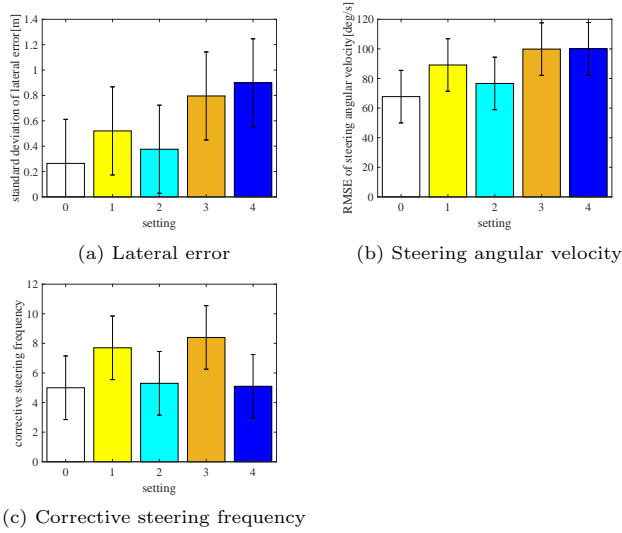 standard deviation of lateral error[m]
1.4
1.2
1
0.8
0.6
0.4
0.2
0
0 1 2 3 4
setting
(a) Lateral error
RMSE of steering angular velocity[deg/s]
120
100
80
60
40
20
0
0 1 2 3 4
setting
(b) Steering angular velocity
corrective steering frequency
12
10
8
6
4
2
0
0 1 2 3 4
setting
(c) Corrective steering frequency